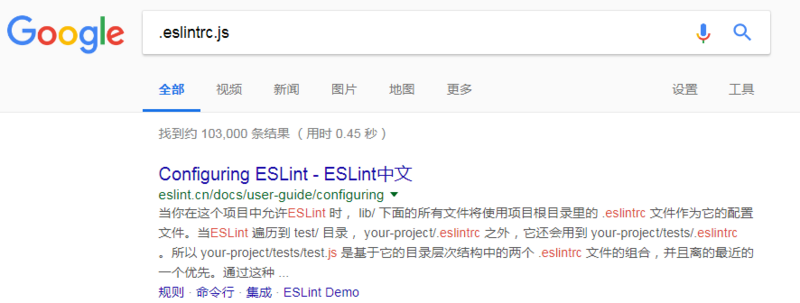 Google
.eslintrc.js
全部 视频 新闻 图片 地图 更多 设置 工具
找到约 103,000 条结果 （用时 0.45 秒）
Configuring ESLint - ESLint中文
eslint.cn/docs/user-guide/configuring
当你在这个项目中允许ESLint 时， lib/ 下面的所有文件将使用项目根目录里的 .eslintrc 文件作为它的配置
文件。当ESLint 遍历到 test/ 目录， your-project/.eslintrc 之外，它还会用到 your-project/tests/.eslintrc
。所以 your-project/tests/test.js 是基于它的目录层次结构中的两个 .eslintrc 文件的组合，并且离的最近的
一个优先。通过这种 ...
规则 · 命令行 · 集成 · ESLint Demo